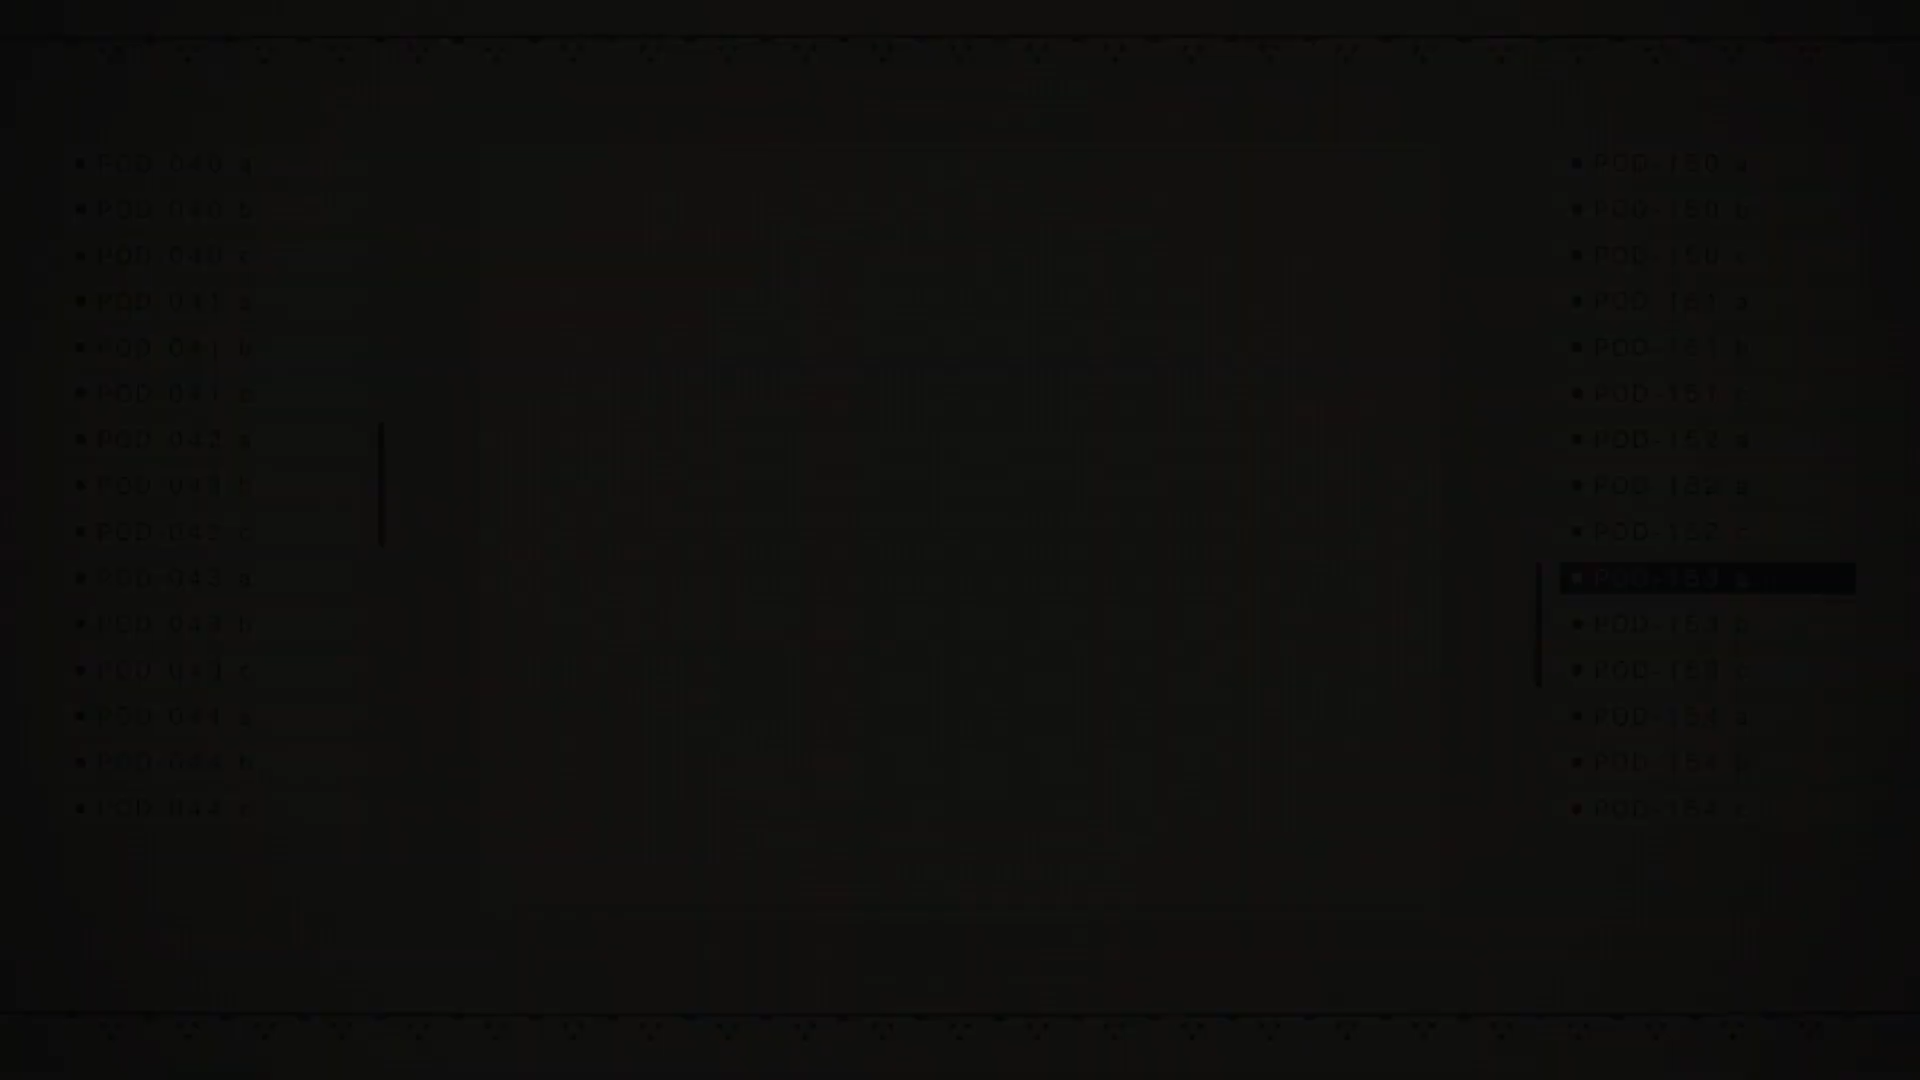 POD 040 a
POD 040 b
POD 040 c
POD 041 a
POD 041 b
POD 041
POD 042 a
POD 042 b
POD 042 c
POD 043 a
POD 043 b
POD 043 c
POD 044 a
POD 044 b
POD 044 c
POD-150 a
POD-150 b
POD-150 c
POD-151 a
POD-151 b
POD-151 c
POD-152 a
POD-152
POD-152 c
POD-153 a
POD-153 b
POD-153 c
POD-154 a
POD-154 b
POD-154 c